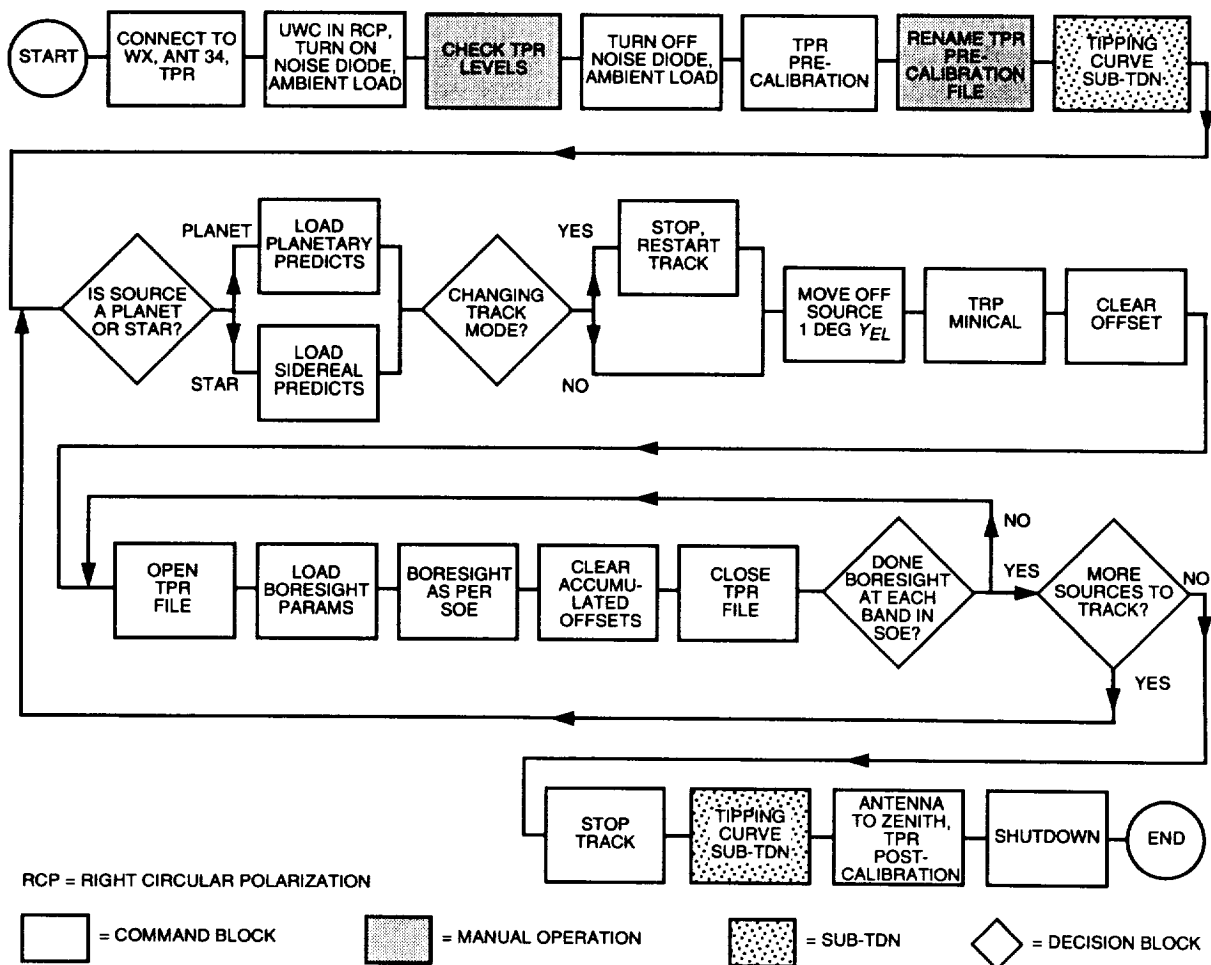 START
CONNECT TO
WX, ANT 34,
TPR
UWC IN RCP,
TURN ON
NOISE DIODE,
AMBIENT LOAD
CHECK TPR
LEVELS
TURN OFF
NOISE DIODE,
AMBIENT LOAD
TPR
PRE-
CALIBRATION
RENAME TPR
PRE-
CALIBRATION
FILE
TIPPING
CURVE
SUB-TDN
IS SOURCE
A PLANET
OR STAR?
PLANET
LOAD
PLANETARY
PREDICTS
STAR
LOAD
SIDEREAL
PREDICTS
CHANGING
TRACK
MODE?
YES
STOP,
RESTART
TRACK
NO
MOVE OFF
SOURCE
1 DEG YEL
TRP
MINICAL
CLEAR
OFFSET
OPEN
TPR
FILE
LOAD
BORESIGHT
PARAMS
BORESIGHT
AS PER
SOE
CLEAR
ACCUMU-
LATED
OFFSETS
CLOSE
TPR
FILE
DONE
BORESIGHT
AT EACH
BAND IN
SOE?
NO
YES
MORE
SOURCES TO
TRACK?
NO
YES
STOP
TRACK
TIPPING
CURVE
SUB-TDN
ANTENNA
TO ZENITH,
TPR
POST-
CALIBRATION
SHUTDOWN
END
RCP = RIGHT CIRCULAR POLARIZATION
= COMMAND BLOCK
= MANUAL OPERATION
= SUB-TDN
= DECISION BLOCK